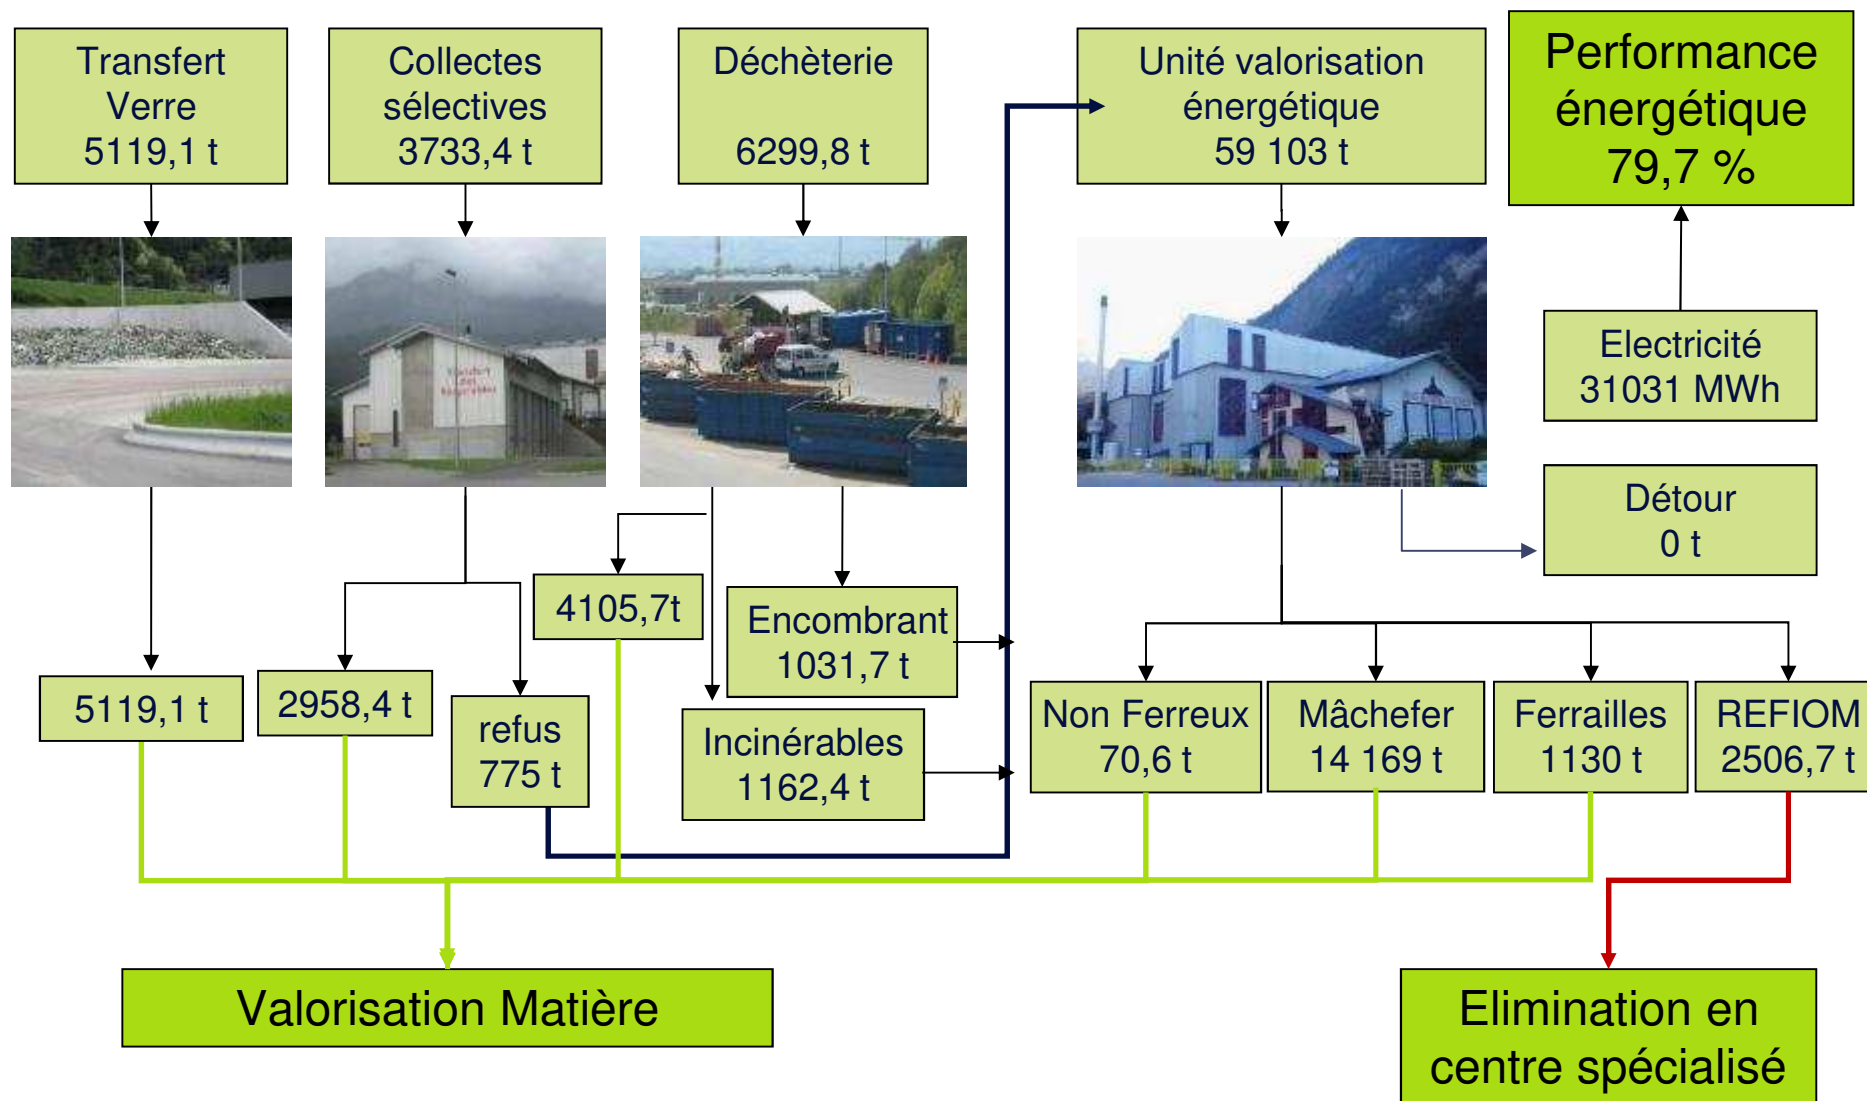 Transfert
Verre
5119,1 t
Collectes
sélectives
3733,4 t
Déchèterie
6299,8 t
Unité valorisation
énergétique
59 103 t
Performance
énergétique
79,7 %
Electricité
31031 MWh
Détour
0 t
4105,7t
Encombrant
1031,7 t
5119,1 t
2958,4 t
refus
775 t
Incinérables
1162,4 t
Non Ferreux
70,6 t
Mâchefer
14 169 t
Ferrailles
1130 t
REFIOM
2506,7 t
Valorisation Matière
Elimination en
centre spécialisé